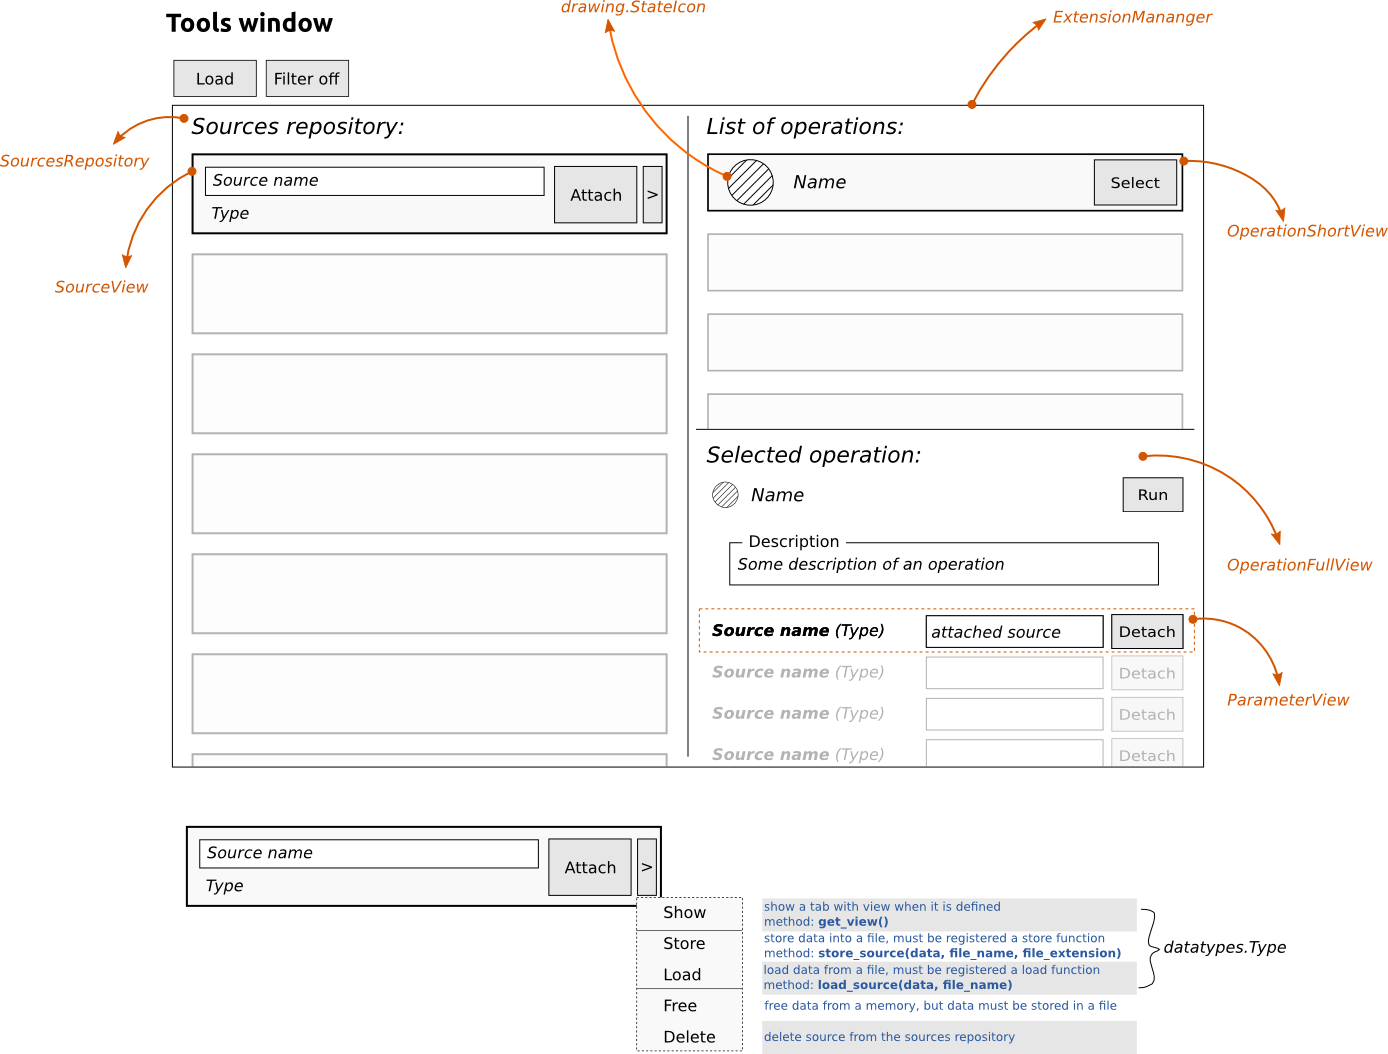 Tools window
drawing.StateIcon
ExtensionMananger
Load
Filter off
SourcesRepository
Sources repository:
Source name
Type
Attach
>
SourceView
List of operations:
Name
Select
OperationShortView
Selected operation:
Name
Run
Description
Some description of an operation
OperationFullView
Source name (Type)
attached source
Detach
Source name (Type)
Detach
Source name (Type)
Detach
Source name (Type)
Detach
ParameterView
Source name
Type
Attach
>
Show
show a tab with view when it is defined
method: get_view()
Store
store data into a file, must be registered a store function
method: store_source(data, file_name, file_extension)
Load
load data from a file, must be registered a load function
method: load_source(data, file_name)
datatypes.Type
Free
free data from a memory, but data must be stored in a file
Delete
delete source from the sources repository